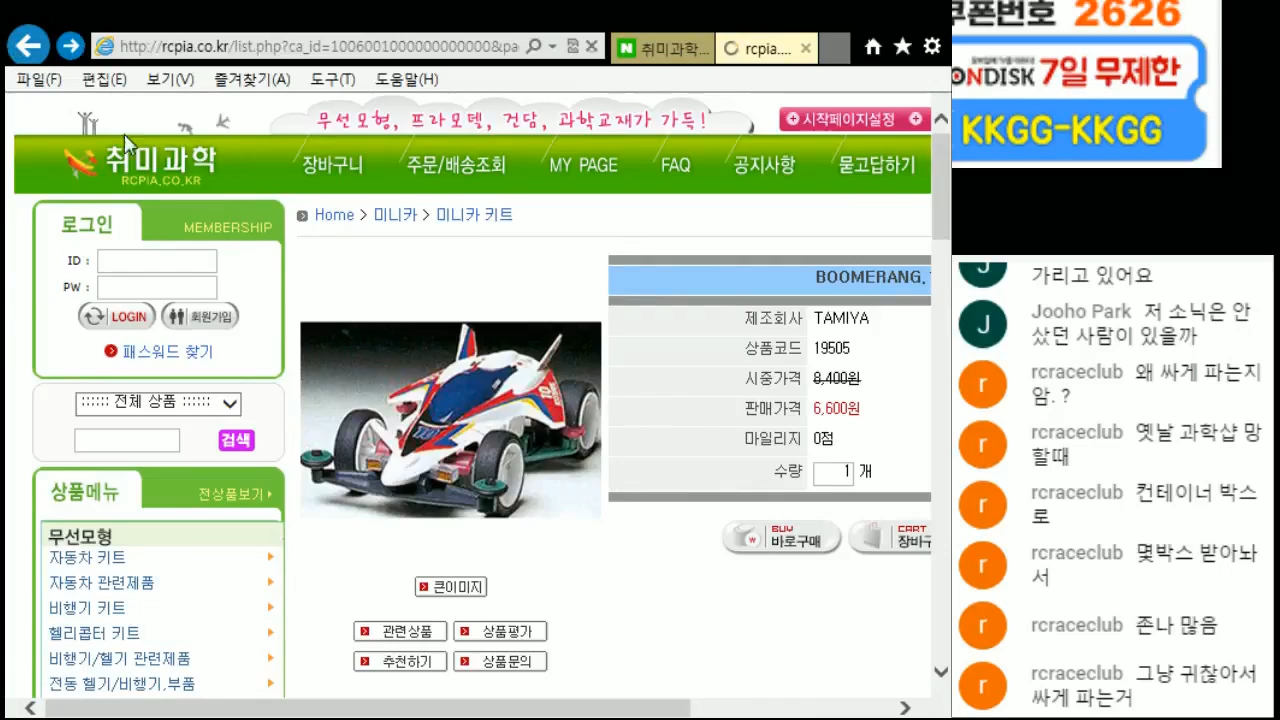 http://rcpia.co.kr/list.php?ca_id=1006001000000000000&pa
취미과학...
rcpia....
파일(F) 편집(E) 보기(V) 즐겨찾기(A) 도구(T) 도움말(H)
무선모형, 프라모델, 건담, 과학교재가 가득!
시작페이지설정
취미과학
RCPIA.CO.KR
장바구니 주문/배송조회 MY PAGE FAQ 공지사항 묻고답하기
로그인 MEMBERSHIP
ID :
PW :
LOGIN 회원가입
패스워드 찾기
:::::: 전체 상품 ::::::
검색
상품메뉴 전상품보기
무선모형
자동차 키트
자동차 관련제품
비행기 키트
헬리콥터 키트
비행기/헬기 관련제품
전동 헬기/비행기,부품
Home > 미니카 > 미니카 키트
BOOMERANG.
제조회사 TAMIYA
상품코드 19505
시중가격 8,400원
판매가격 6,600원
마일리지 0점
수량 1 개
BUY
바로구매
CART
큰이미지
관련상품 상품평가
추천하기 상품문의
쿠폰번호 2626
ONDISK 7일 무제한
KKGG-KKGG
가리고 있어요
Jooho Park 저 소닉은 안
샀던 사람이 있을까
rcraceclub 왜 싸게 파는지
암. ?
rcraceclub 옛날 과학샵 망
할때
rcraceclub 컨테이너 박스
로
rcraceclub 몇박스 받아놔
서
rcraceclub 존나 많음
rcraceclub 그냥 귀찮아서
싸게 파는거